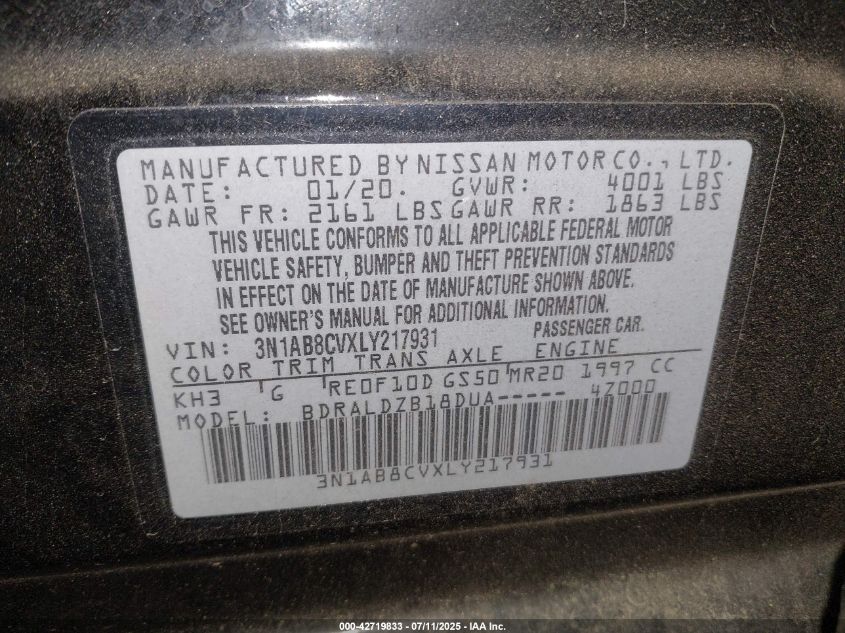 MANUFACTURED BY NISSAN MOTOR CO., LTD.
DATE: 01/20. GVWR: 4001 LBS
GAWR FR: 2161 LBS GAWR RR: 1863 LBS
THIS VEHICLE CONFORMS TO ALL APPLICABLE FEDERAL MOTOR
VEHICLE SAFETY, BUMPER AND THEFT PREVENTION STANDARDS
IN EFFECT ON THE DATE OF MANUFACTURE SHOWN ABOVE.
SEE OWNER'S MANUAL FOR ADDITIONAL INFORMATION.
VIN: 3N1AB8CVXLY217931 PASSENGER CAR.
COLOR TRIM TRANS AXLE ENGINE
KH3 G RE0F10D GS50 MR20 1997 CC
MODEL: BDRALDZB18DUA----- 47000
3N1AB8CVXLY217931
000-42719833 - 07/11/2025 - IAA Inc.